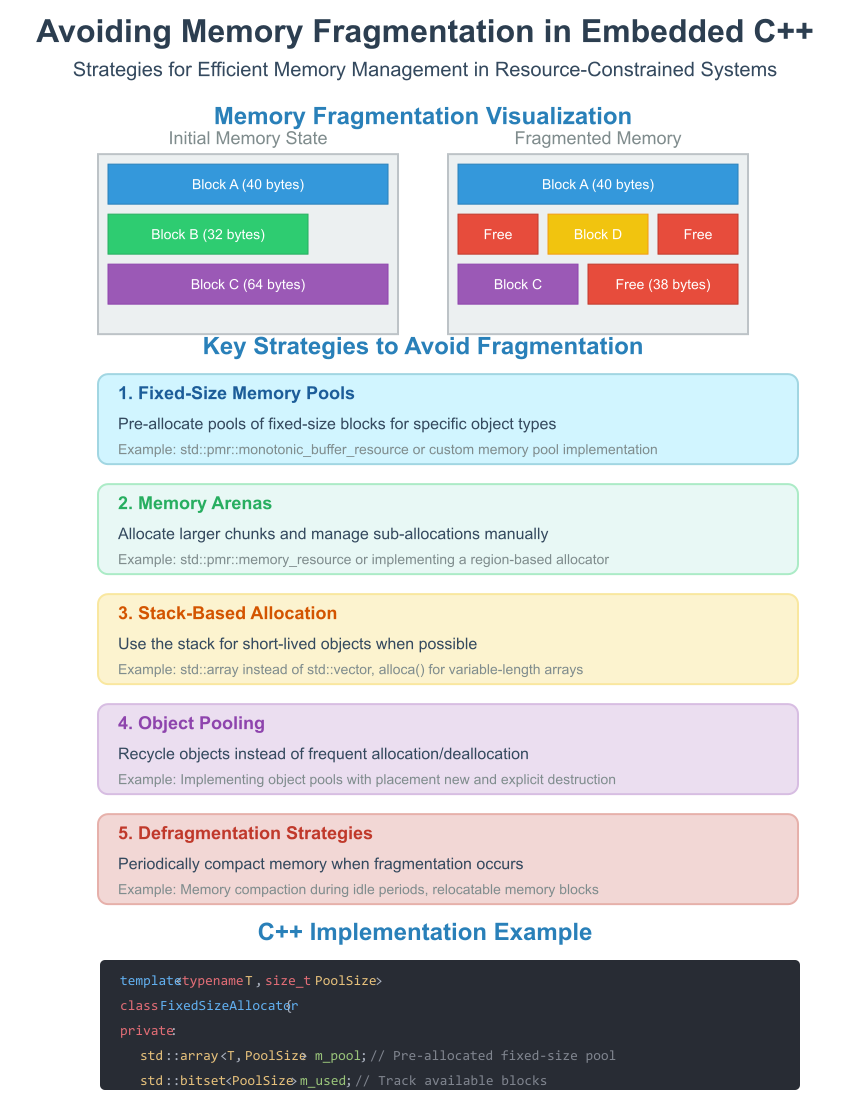 Avoiding Memory Fragmentation in Embedded C++
Strategies for Efficient Memory Management in Resource-Constrained Systems
Memory Fragmentation Visualization
Initial Memory State
Block A (40 bytes)
Block B (32 bytes)
Block C (64 bytes)
Fragmented Memory
Block A (40 bytes)
Free
Block D
Free
Block C
Free (38 bytes)
Key Strategies to Avoid Fragmentation
1. Fixed-Size Memory Pools
Pre-allocate pools of fixed-size blocks for specific object types
Example: std::pmr::monotonic_buffer_resource or custom memory pool implementation
2. Memory Arenas
Allocate larger chunks and manage sub-allocations manually
Example: std::pmr::memory_resource or implementing a region-based allocator
3. Stack-Based Allocation
Use the stack for short-lived objects when possible
Example: std::array instead of std::vector, alloca() for variable-length arrays
4. Object Pooling
Recycle objects instead of frequent allocation/deallocation
Example: Implementing object pools with placement new and explicit destruction
5. Defragmentation Strategies
Periodically compact memory when fragmentation occurs
Example: Memory compaction during idle periods, relocatable memory blocks
C++ Implementation Example
template<typename T, size_t PoolSize>
class FixedSizeAllocator {
private:
std::array<T, PoolSize> m_pool; // Pre-allocated fixed-size pool
std::bitset<PoolSize> m_used; // Track available blocks